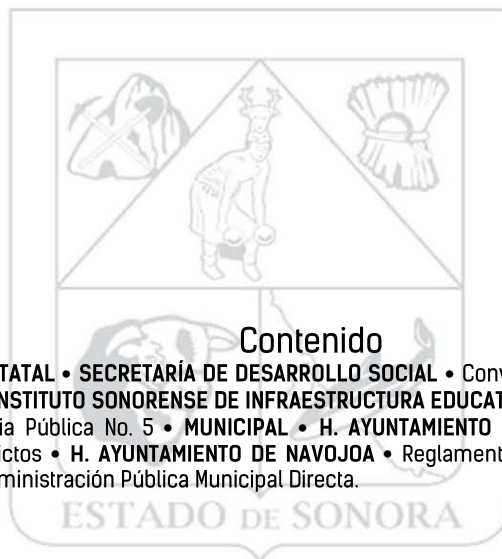 Contenido
TATAL • SECRETARÍA DE DESARROLLO SOCIAL • Conv
NSTITUTO SONORENSE DE INFRAESTRUCTURA EDUCAT
ia Pública No. 5 • MUNICIPAL • H. AYUNTAMIENTO
ictos • H. AYUNTAMIENTO DE NAVOJOA • Reglament
ministración Pública Municipal Directa.
ESTADO DE SONORA